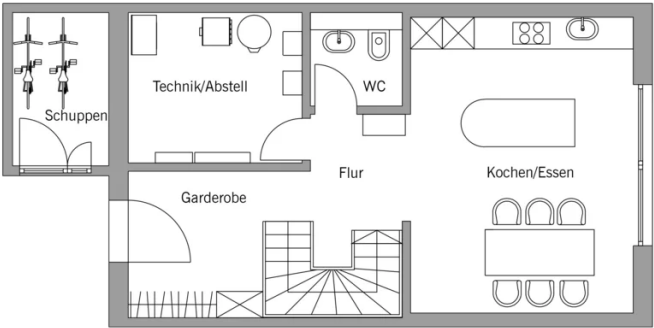 Technik/Abstell
WC
Schuppen
Flur
Kochen/Essen
Garderobe